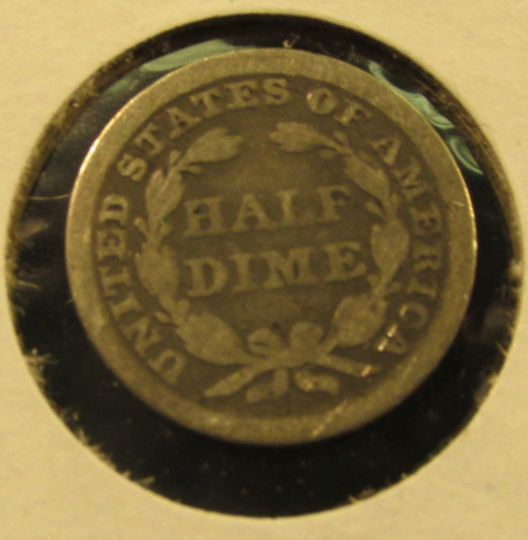 UNITED STATES OF AMERICA
HALF
DIME